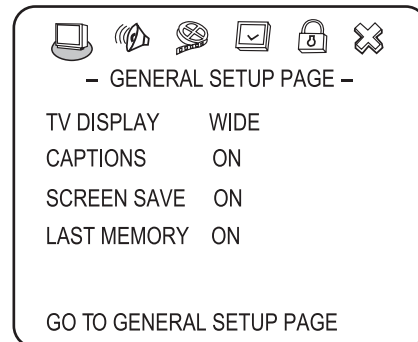 – GENERAL SETUP PAGE –
TV DISPLAY WIDE
CAPTIONS ON
SCREEN SAVE ON
LAST MEMORY ON
GO TO GENERAL SETUP PAGE